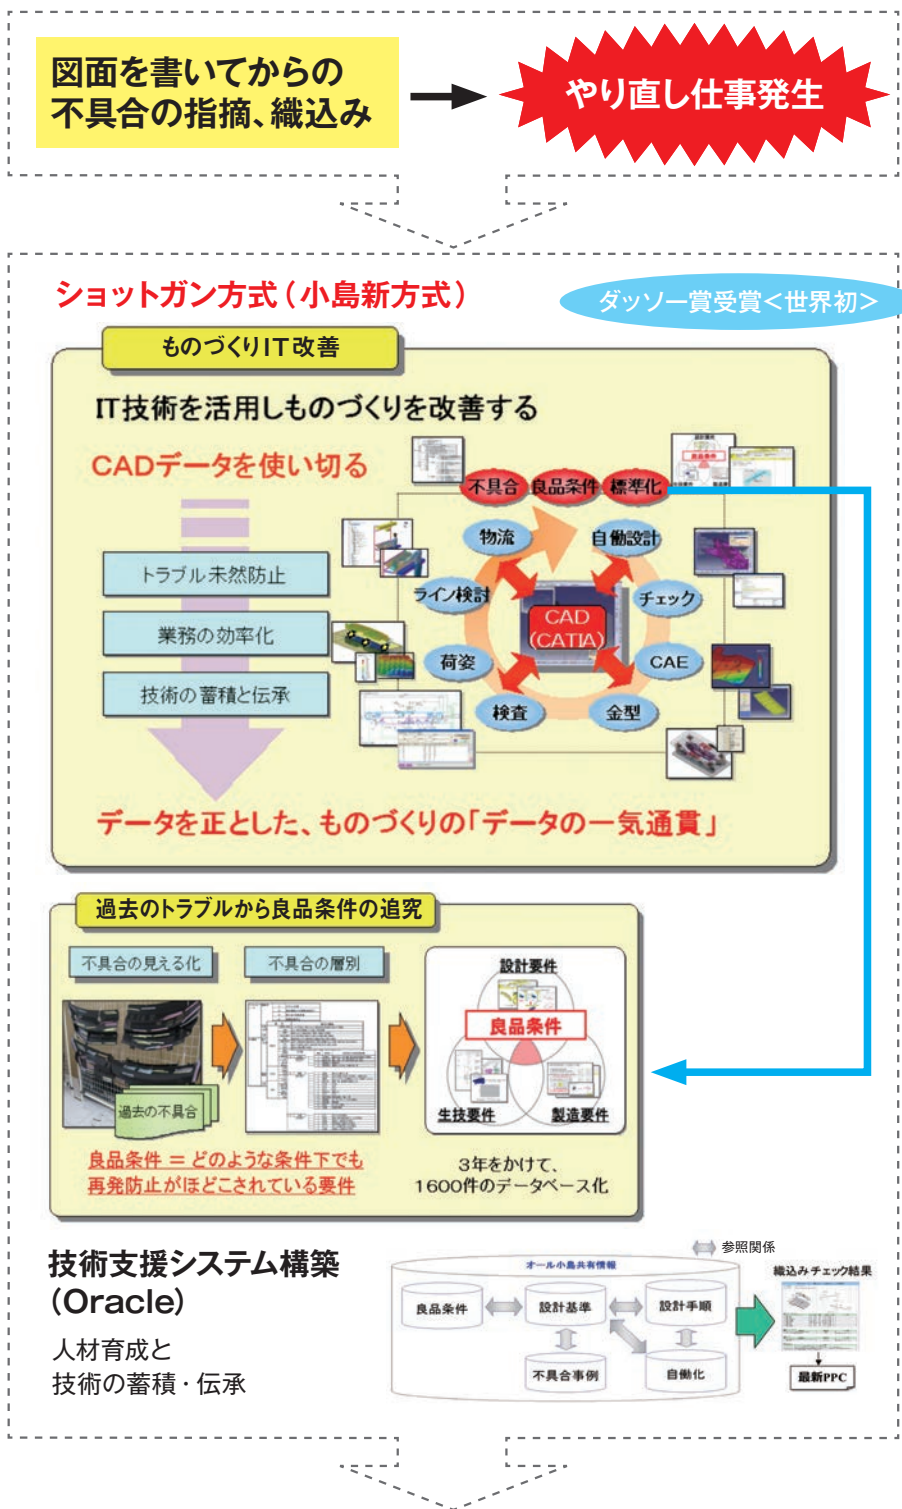 図面を書いてからの
不具合の指摘、織込み
やり直し仕事発生
ショットガン方式（小島新方式）
ダッソー賞受賞＜世界初＞
ものづくりIT改善
IT技術を活用しものづくりを改善する
CADデータを使い切る
トラブル未然防止
業務の効率化
技術の蓄積と伝承
不具合
良品条件
標準化
物流
自働設計
ライン検討
チェック
CAD
(CATIA)
荷姿
CAE
検査
金型
良品条件
データを正とした、ものづくりの「データの一気通貫」
過去のトラブルから良品条件の追究
不具合の見える化
不具合の層別
過去の不具合
設計要件
良品条件
生技要件
製造要件
良品条件 ＝ どのような条件下でも
再発防止がほどこされている要件
3年をかけて、
1600件のデータベース化
技術支援システム構築
(Oracle)
人材育成と
技術の蓄積・伝承
参照関係
オール小島共有情報
良品条件
設計基準
設計手順
不具合事例
自働化
織込みチェック結果
最新PPC